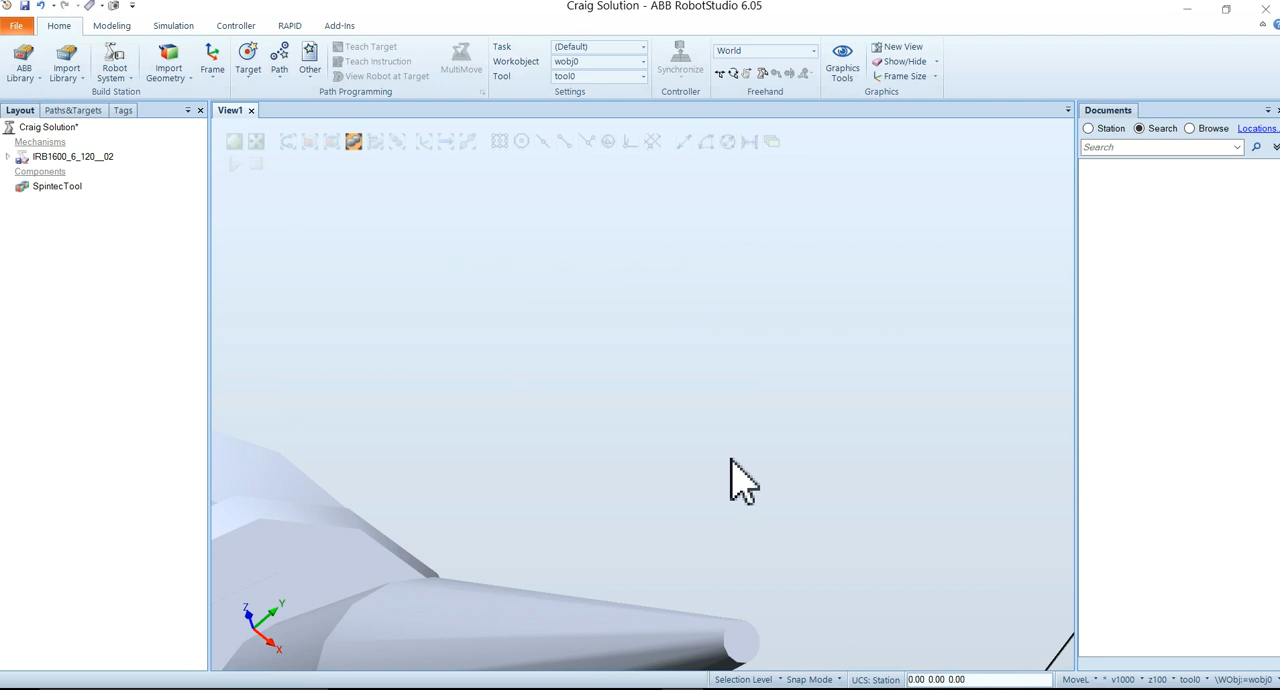 Craig Solution - ABB RobotStudio 6.05
File Home Modeling Simulation Controller RAPID Add-Ins
ABB Library
Import Library
Robot System
Import Geometry
Frame
Build Station
Target
Path
Other
Teach Target
Teach Instruction
View Robot at Target
MultiMove
Path Programming
Task (Default)
Workobject wobj0
Tool tool0
Settings
Synchronize
Controller
World
Freehand
Graphics Tools
New View
Show/Hide
Frame Size
Graphics
Layout Paths&Targets Tags
View1
Documents
Craig Solution*
Mechanisms
IRB1600_6_120__02
Components
SpintecTool
Station Search Browse Locations..
Search
Z
Y
X
Selection Level Snap Mode UCS: Station 0.00 0.00 0.00 MoveL * v1000 z100 tool0 \WObj:=wobj0